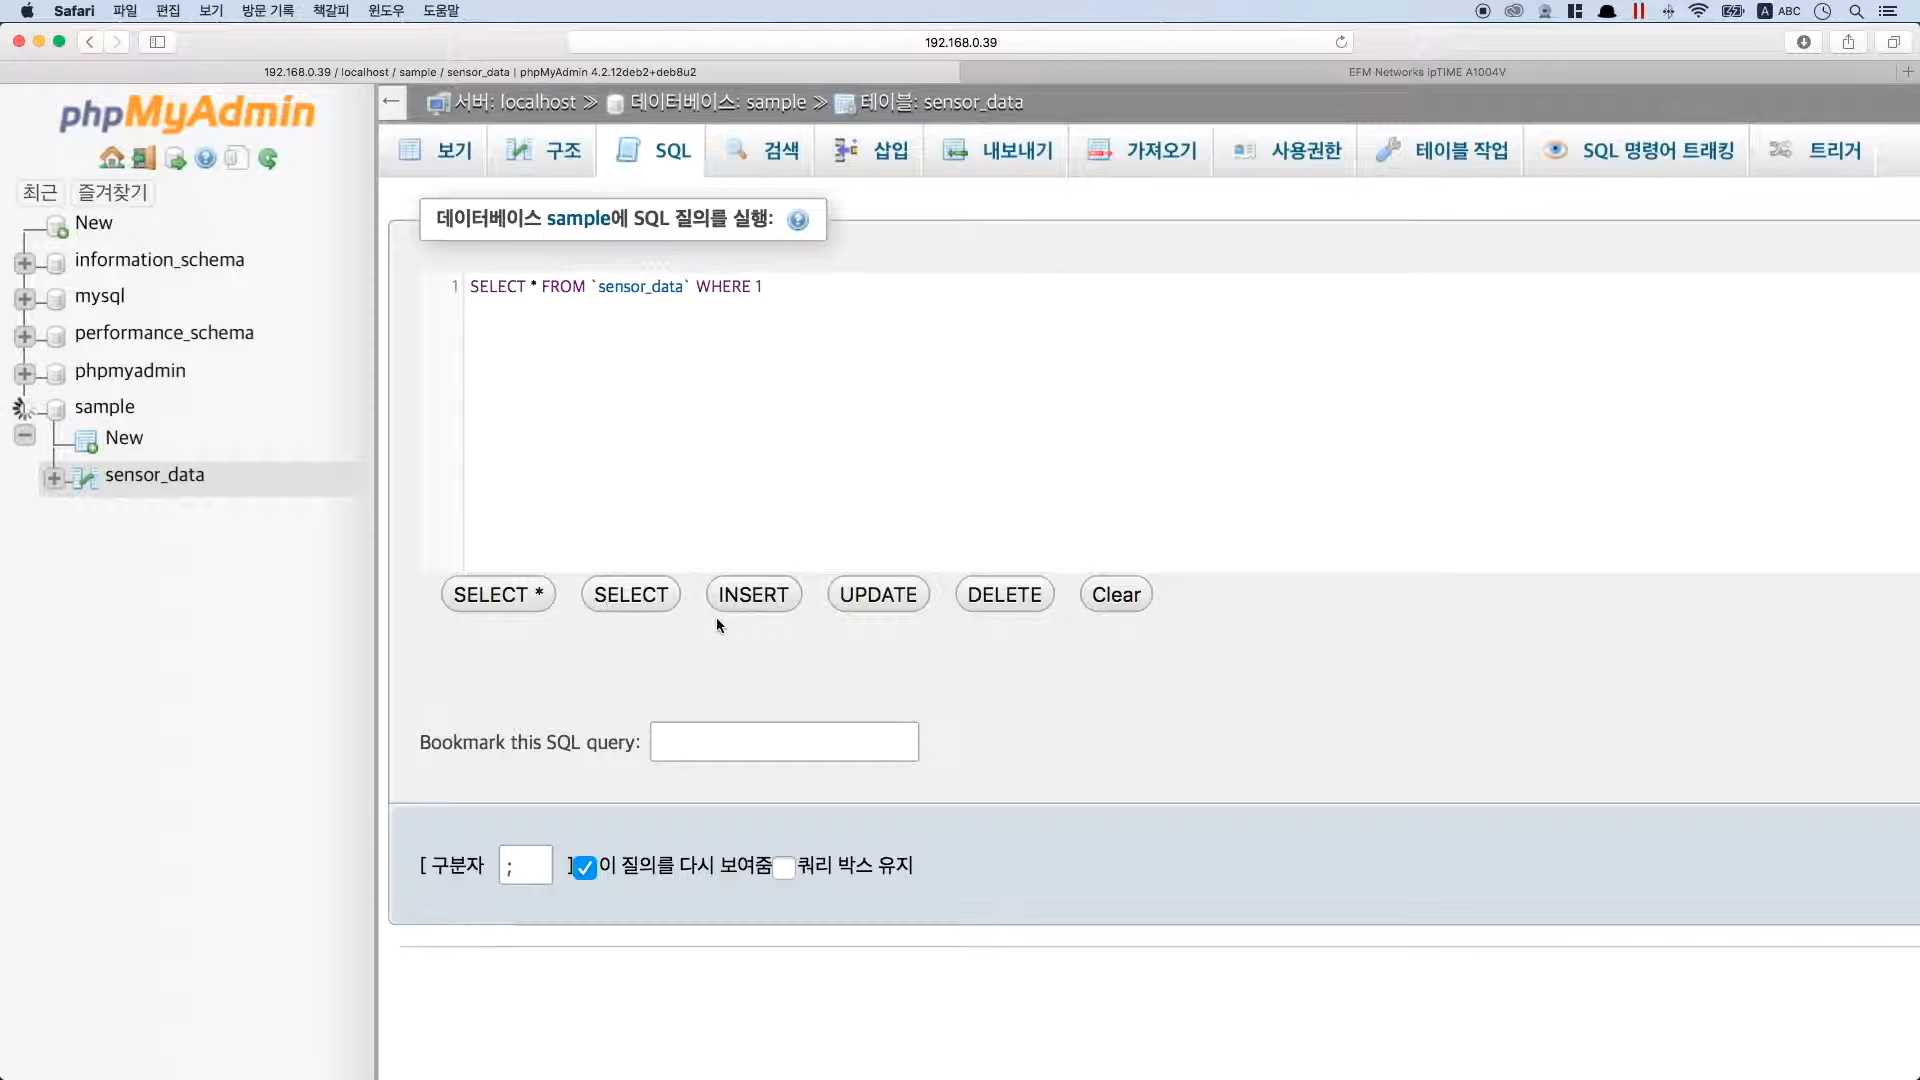 Safari 파일 편집 보기 방문 기록 책갈피 윈도우 도움말 A ABC
192.168.0.39
192.168.0.39 / localhost / sample / sensor_data | phpMyAdmin 4.2.12deb2+deb8u2
EFM Networks ipTIME A1004V
phpMyAdmin
최근 즐겨찾기
New
information_schema
mysql
performance_schema
phpmyadmin
sample
New
sensor_data
서버: localhost » 데이터베이스: sample » 테이블: sensor_data
보기 구조 SQL 검색 삽입 내보내기 가져오기 사용권한 테이블 작업 SQL 명령어 트래킹 트리거
데이터베이스 sample에 SQL 질의를 실행:
1 SELECT * FROM `sensor_data` WHERE 1
SELECT * SELECT INSERT UPDATE DELETE Clear
Bookmark this SQL query:
[ 구분자 ; ] 이 질의를 다시 보여줌 쿼리 박스 유지